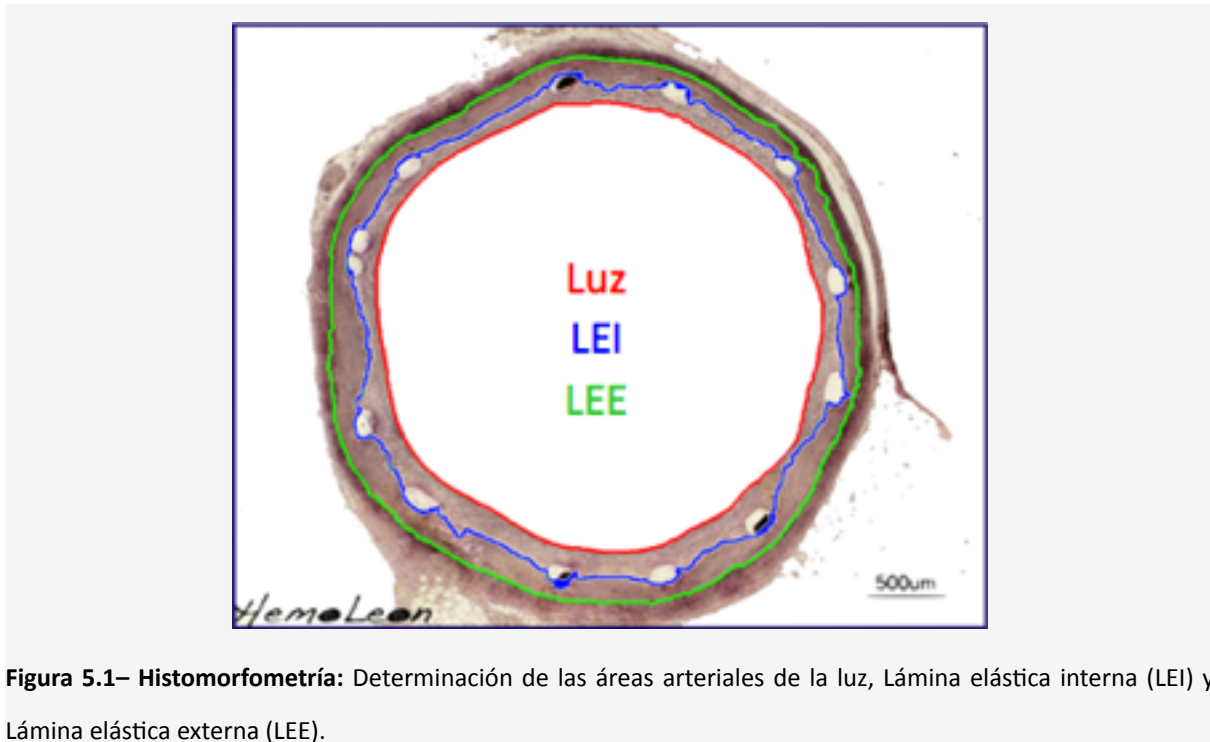 Luz
LEI
LEE
500um
HemoLeon
Figura 5.1– Histomorfometría: Determinación de las áreas arteriales de la luz, Lámina elástica interna (LEI) y
Lámina elástica externa (LEE).